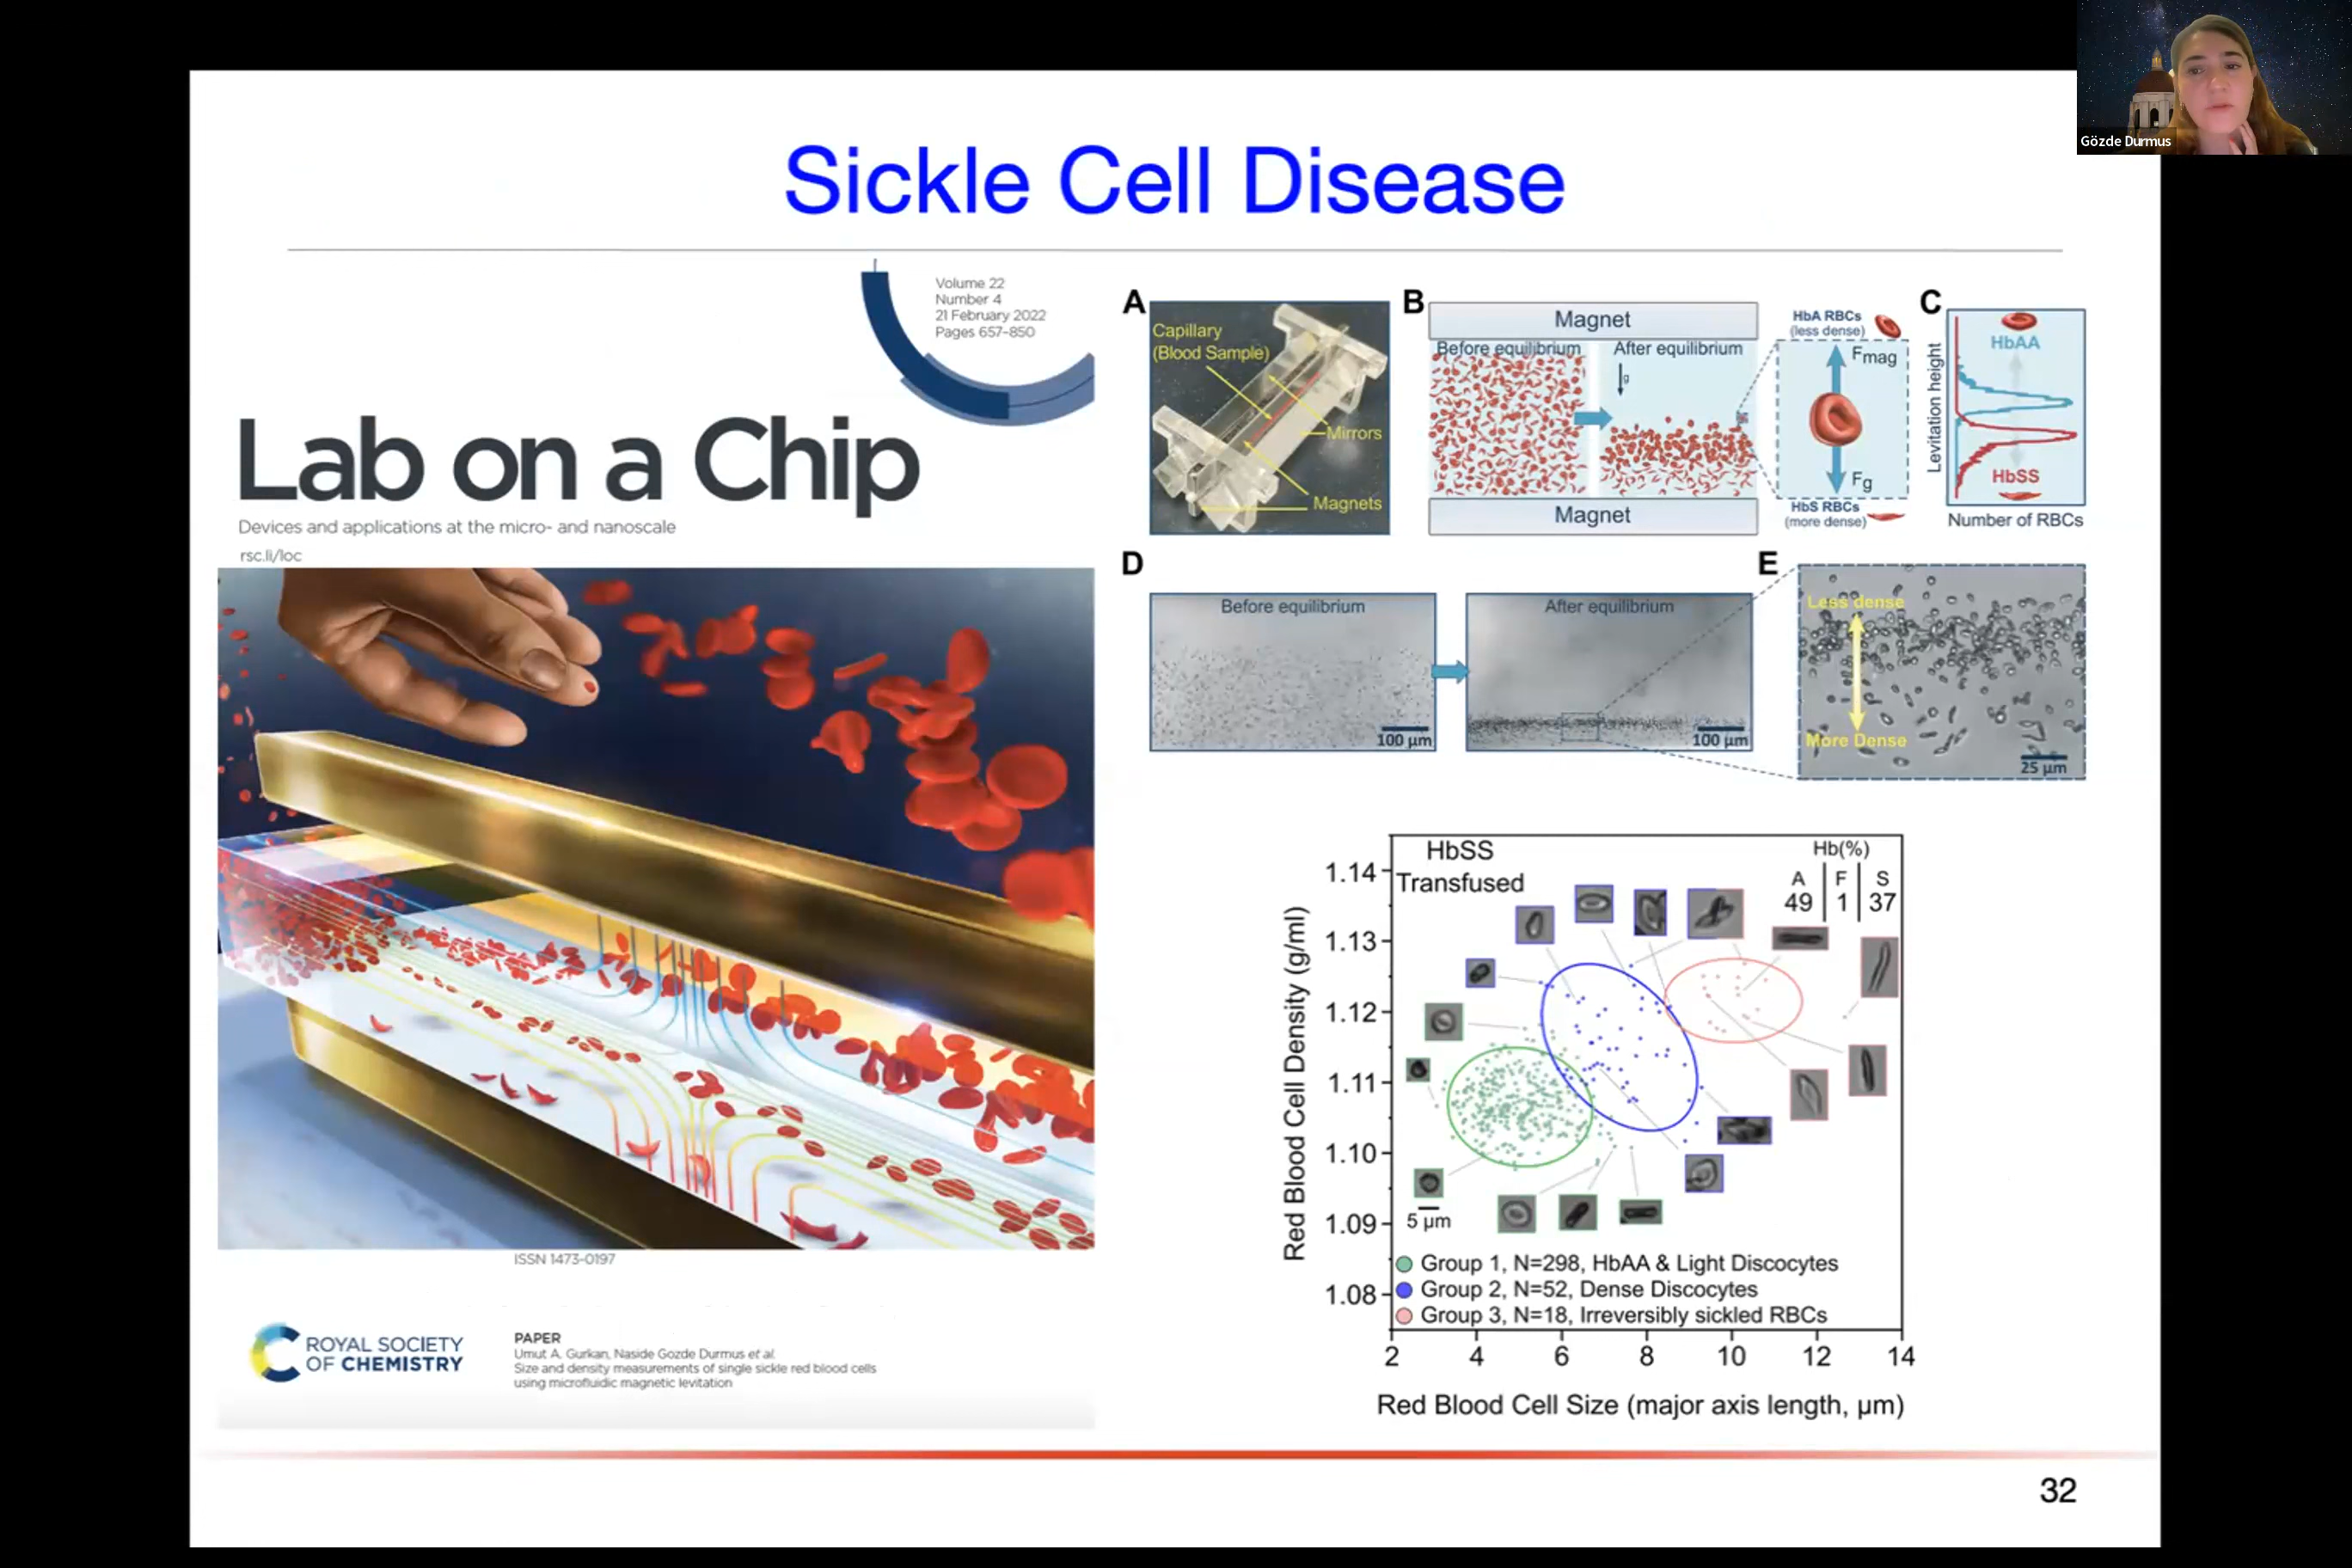 Gözde Durmus
Sickle Cell Disease
Volume 22
Number 4
21 February 2022
Pages 657-850
Lab on a Chip
Devices and applications at the micro- and nanoscale
rsc.li/loc
ISSN 1473-0197
ROYAL SOCIETY
OF CHEMISTRY
PAPER
Umut A. Gurkan, Naside Gozde Durmus et al.
Size and density measurements of single sickle red blood cells
using microfluidic magnetic levitation
A
Capillary
(Blood Sample)
Mirrors
Magnets
B
Magnet
Before equilibrium
After equilibrium
g
Magnet
HbA RBCs
(less dense)
Fmag
Fg
HbS RBCs
(more dense)
C
Levitation height
HbAA
HbSS
Number of RBCs
D
Before equilibrium
100 µm
After equilibrium
100 µm
E
Less dense
More Dense
25 µm
HbSS
Transfused
Hb(%)
A F S
49 1 37
Red Blood Cell Density (g/ml)
1.14
1.13
1.12
1.11
1.10
1.09
1.08
5 µm
Group 1, N=298, HbAA & Light Discocytes
Group 2, N=52, Dense Discocytes
Group 3, N=18, Irreversibly sickled RBCs
2 4 6 8 10 12 14
Red Blood Cell Size (major axis length, µm)
32